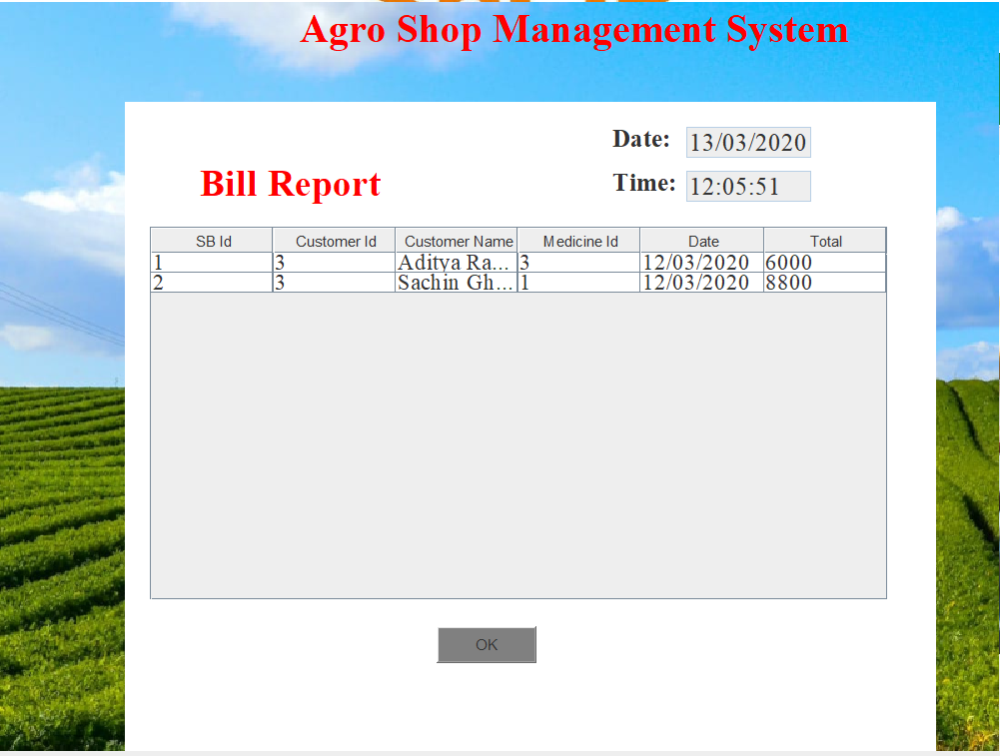 Agro Shop Management System
Date: 13/03/2020
Bill Report
Time: 12:05:51
SB Id Customer Id Customer Name Medicine Id Date Total
1 3 Aditya Ra... 3 12/03/2020 6000
2 3 Sachin Gh... 1 12/03/2020 8800
OK